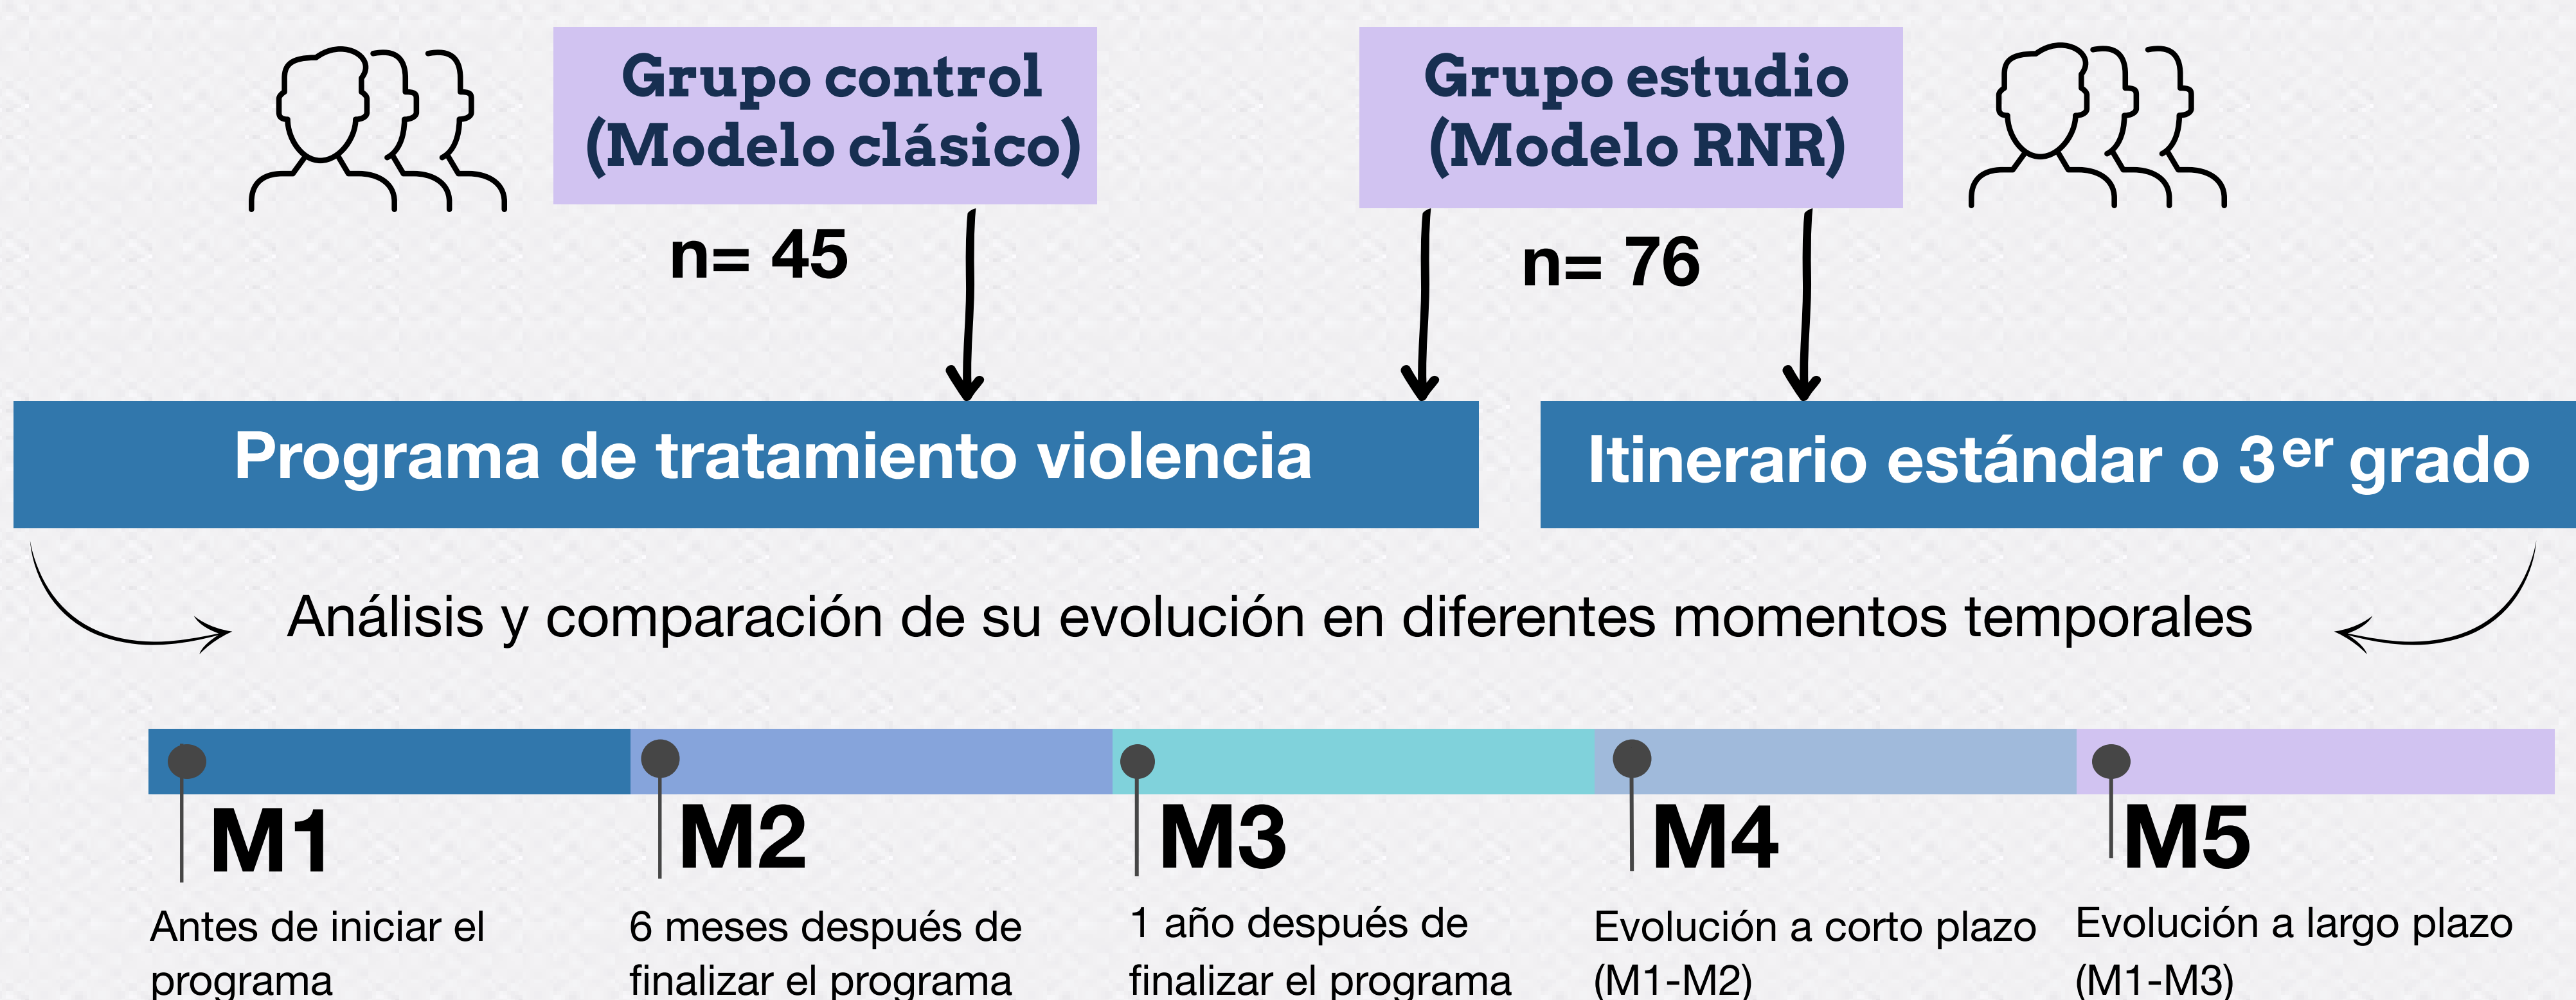 Grupo control
(Modelo clásico)
Grupo estudio
(Modelo RNR)
n= 45
n= 76
Programa de tratamiento violencia
Itinerario estándar o 3er grado
Análisis y comparación de su evolución en diferentes momentos temporales
M1
Antes de iniciar el
programa
M2
6 meses después de
finalizar el programa
M3
1 año después de
finalizar el programa
M4
Evolución a corto plazo
(M1-M2)
M5
Evolución a largo plazo
(M1-M3)